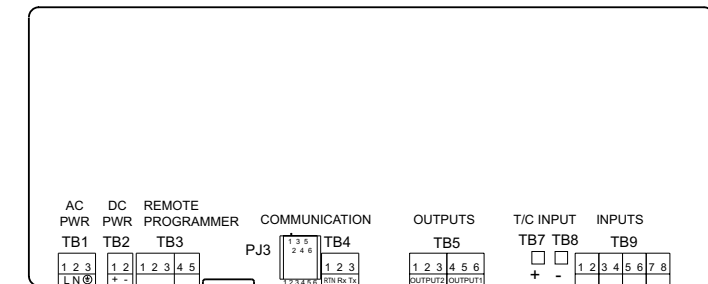 AC DC REMOTE
PWR PWR PROGRAMMER COMMUNICATION OUTPUTS T/C INPUT INPUTS
TB1 TB2 TB3 PJ3 TB4 TB5 TB7 TB8 TB9
1 3 5
2 4 6
1 2 3 1 2 1 2 3 4 5 1 2 3 1 2 3 4 5 6 1 2 3 4 5 6 7 8
L N ⏚ + - 1 2 3 4 5 6 RTN Rx Tx OUTPUT2 OUTPUT1 + -